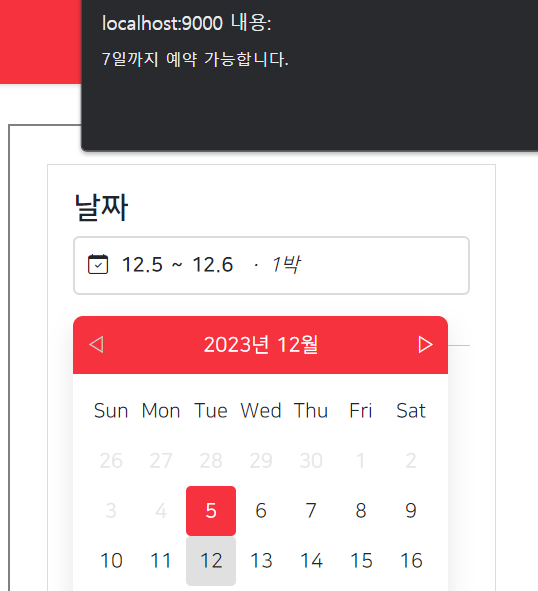 localhost:9000 내용:
7일까지 예약 가능합니다.
날짜
12.5 ~ 12.6 · 1박
2023년 12월
Sun Mon Tue Wed Thu Fri Sat
26 27 28 29 30 1 2
3 4 5 6 7 8 9
10 11 12 13 14 15 16